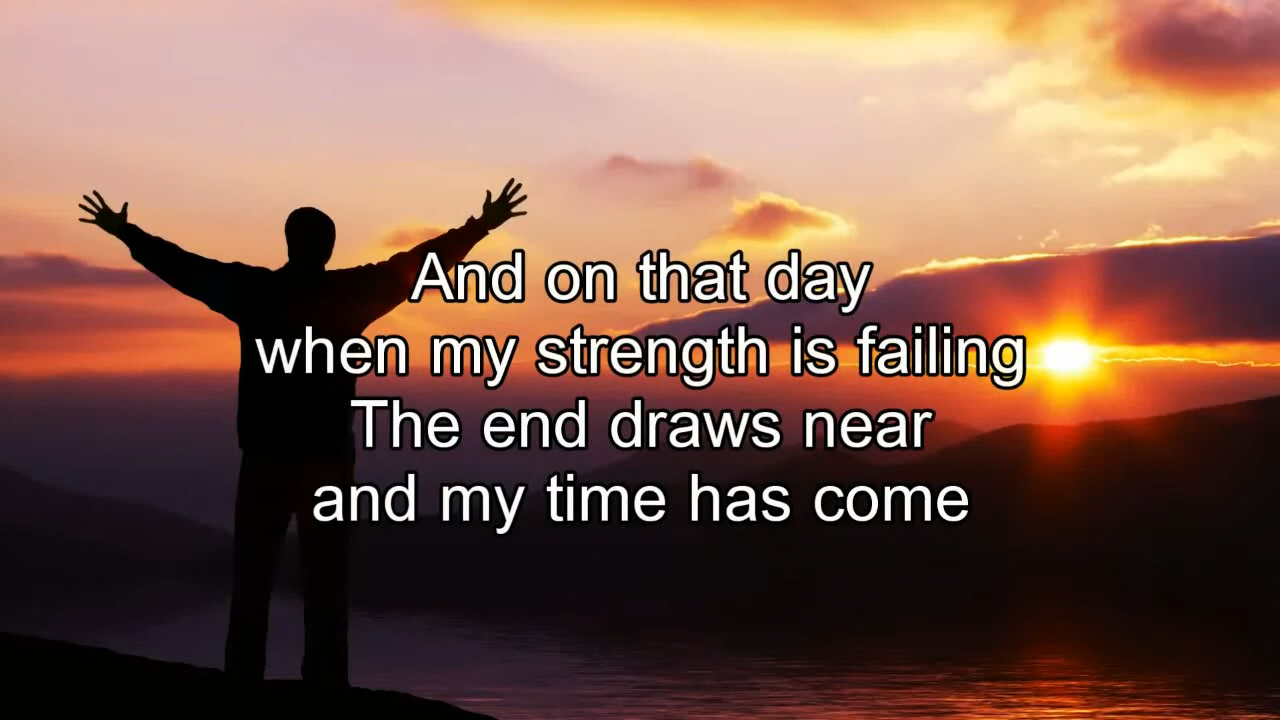 And on that day
when my strength is failing
The end draws near
and my time has come